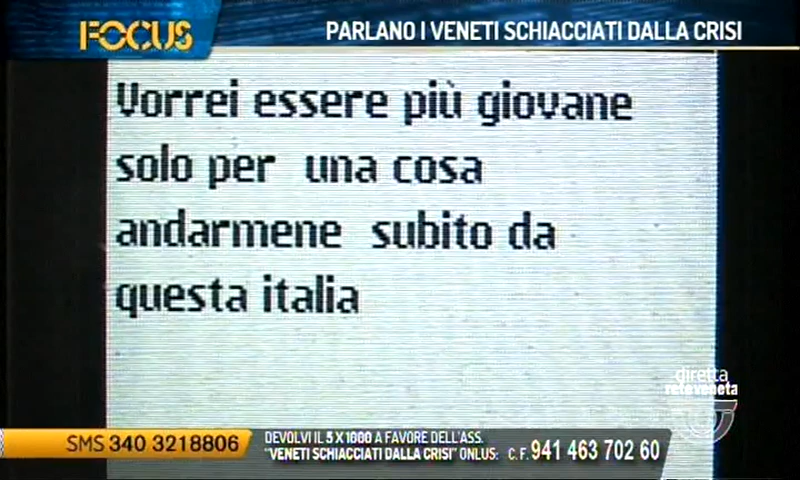 FOCUS
PARLANO I VENETI SCHIACCIATI DALLA CRISI
Vorrei essere più giovane
solo per una cosa
andarmene subito da
questa italia
diretta
reteveneta
SMS 340 3218806
DEVOLVI IL 5 X 1000 A FAVORE DELL'ASS.
"VENETI SCHIACCIATI DALLA CRISI" ONLUS: C. F. 941 463 702 60